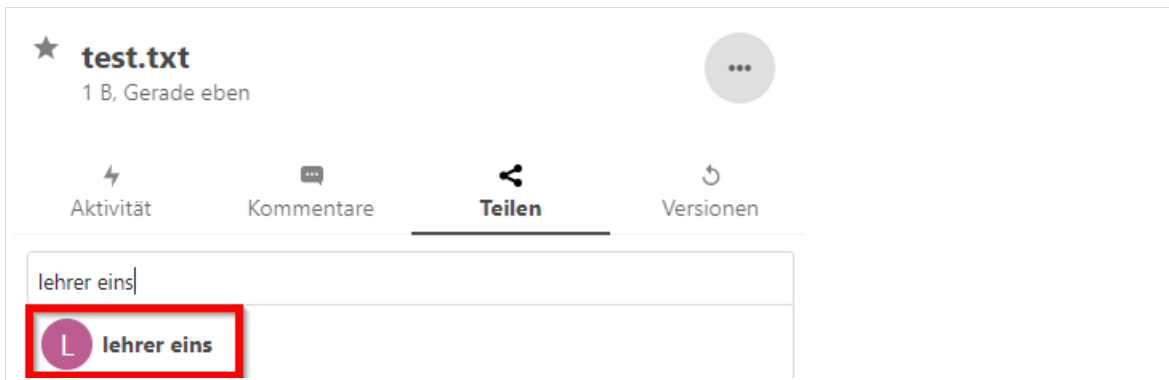 test.txt
1 B, Gerade eben
Aktivität Kommentare Teilen Versionen
lehrer eins
L lehrer eins